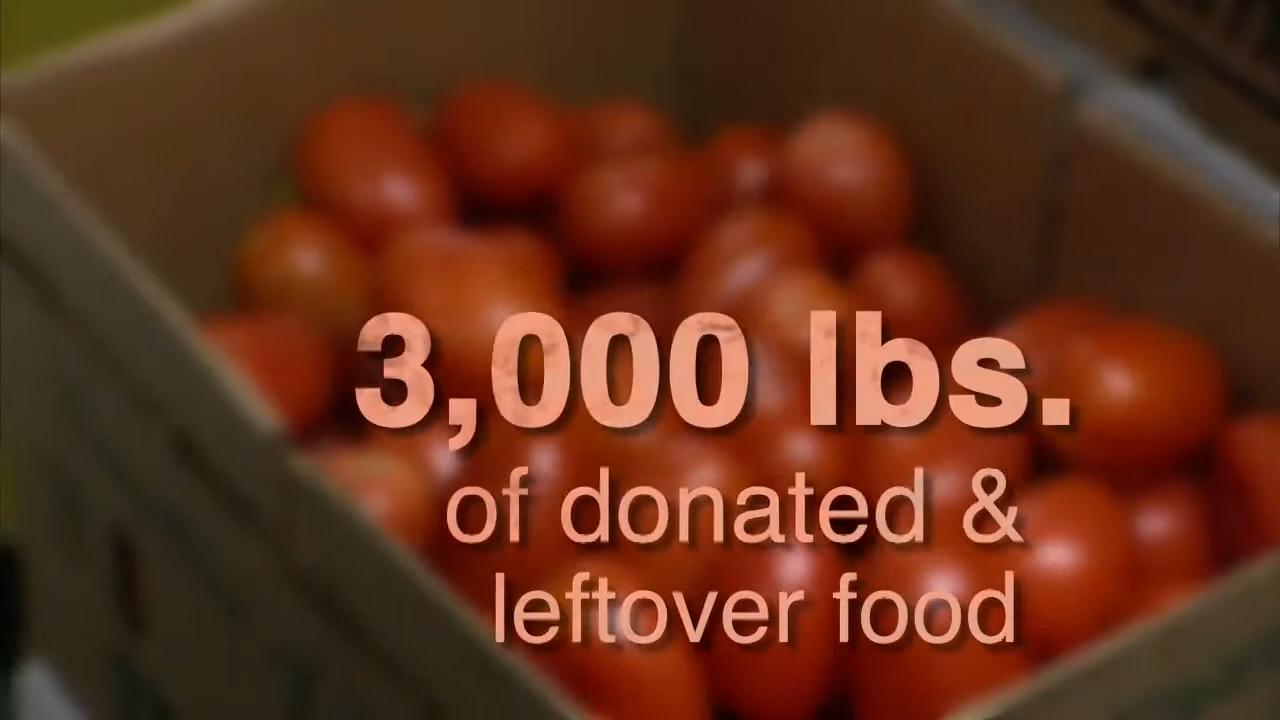 3,000 lbs.
of donated &
leftover food